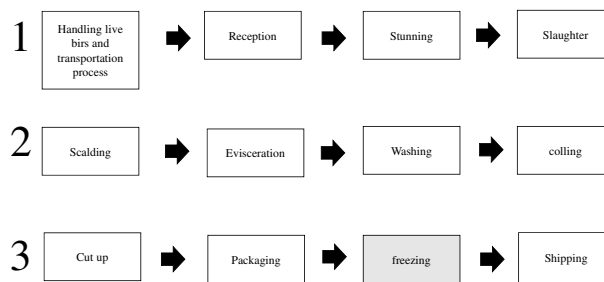 1
Handling live
birs and
transportation
process
Reception
Stunning
Slaughter
2
Scalding
Evisceration
Washing
colling
3
Cut up
Packaging
freezing
Shipping